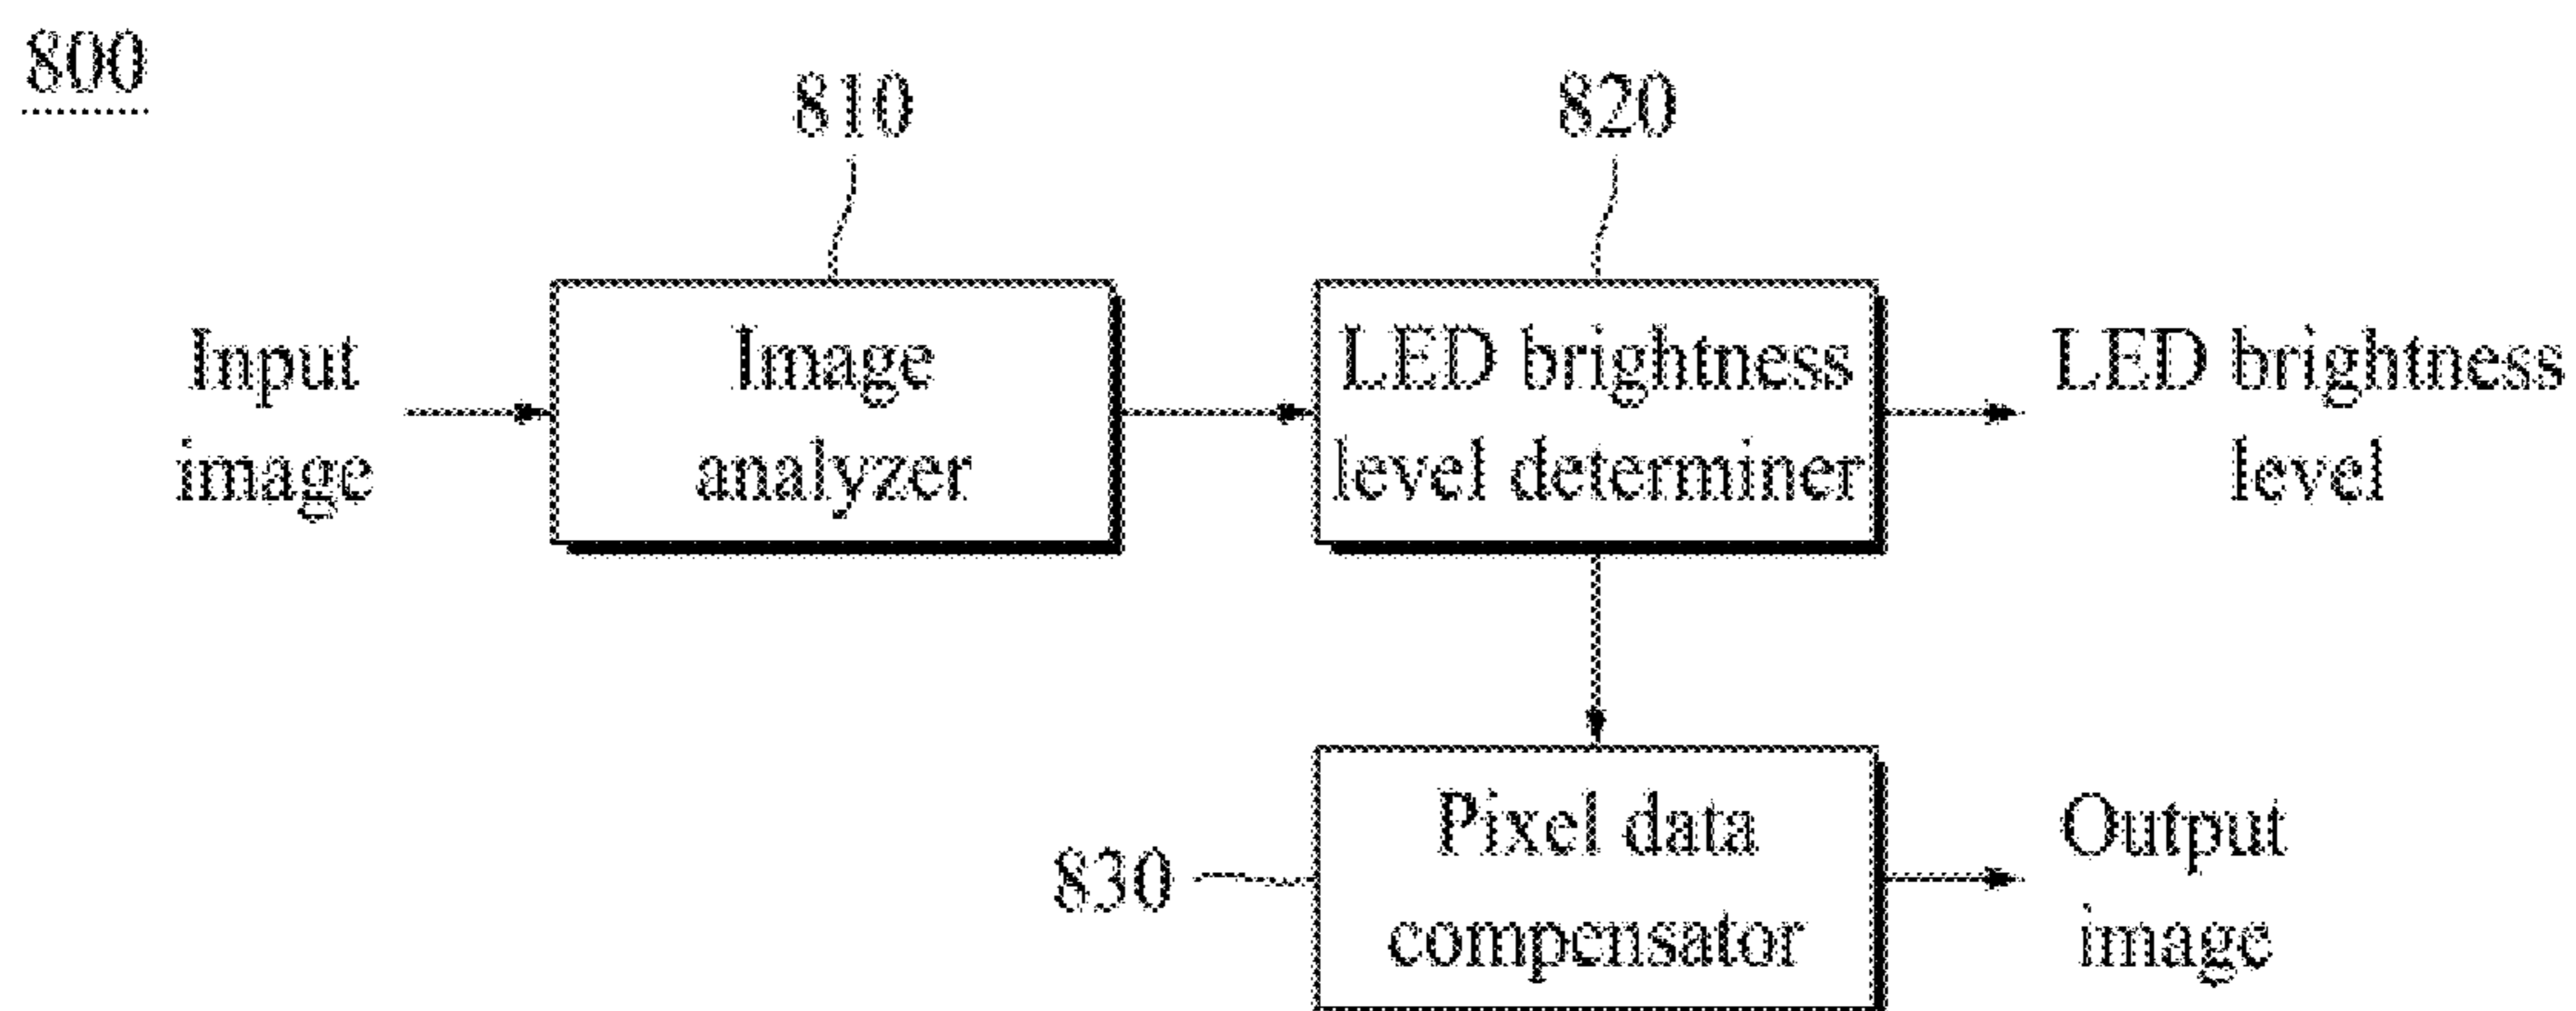 800
810
820
Input
image
Image
analyzer
LED brightness
level determiner
LED brightness
level
830
Pixel data
compensator
Output
image